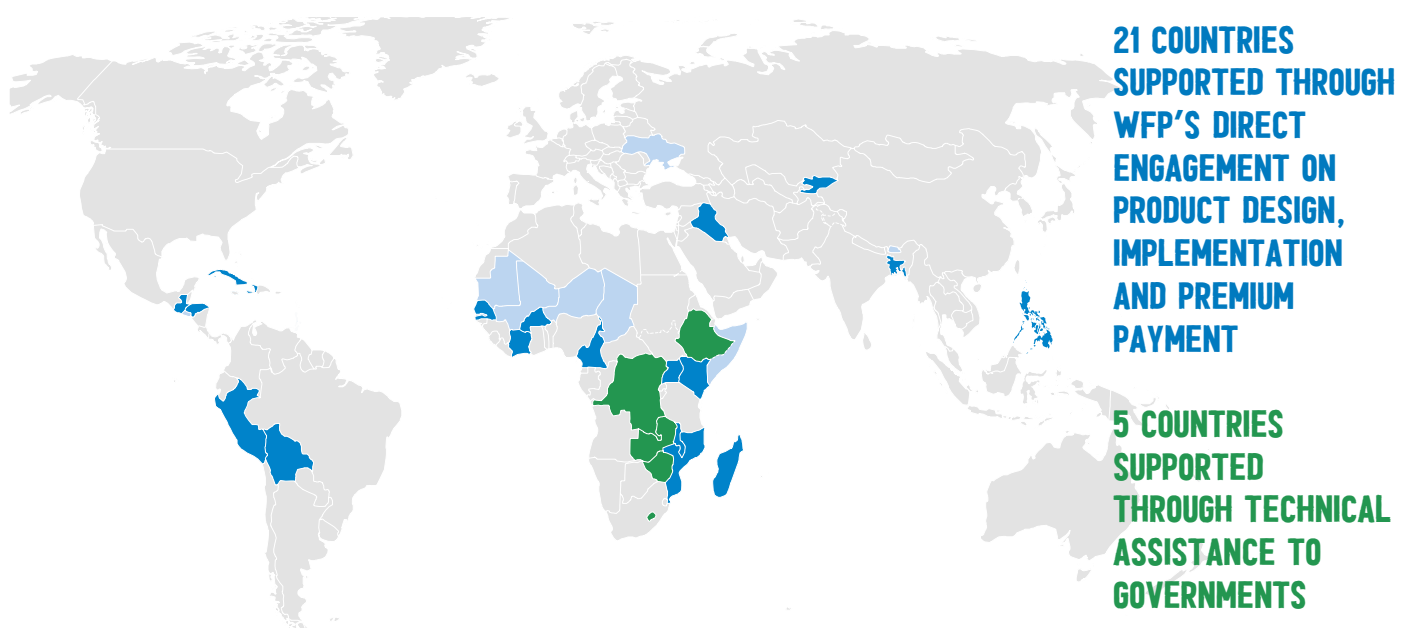 21 COUNTRIES
SUPPORTED THROUGH
WFP'S DIRECT
ENGAGEMENT ON
PRODUCT DESIGN,
IMPLEMENTATION
AND PREMIUM
PAYMENT
5 COUNTRIES
SUPPORTED
THROUGH TECHNICAL
ASSISTANCE TO
GOVERNMENTS